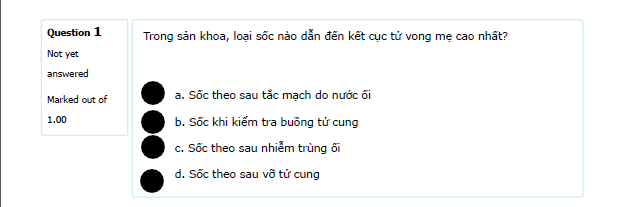 Question 1
Not yet
answered
Marked out of
1.00
Trong sản khoa, loại sốc nào dẫn đến kết cục tử vong mẹ cao nhất?
a. Sốc theo sau tắc mạch do nước ối
b. Sốc khi kiểm tra buồng tử cung
c. Sốc theo sau nhiễm trùng ối
d. Sốc theo sau vỡ tử cung